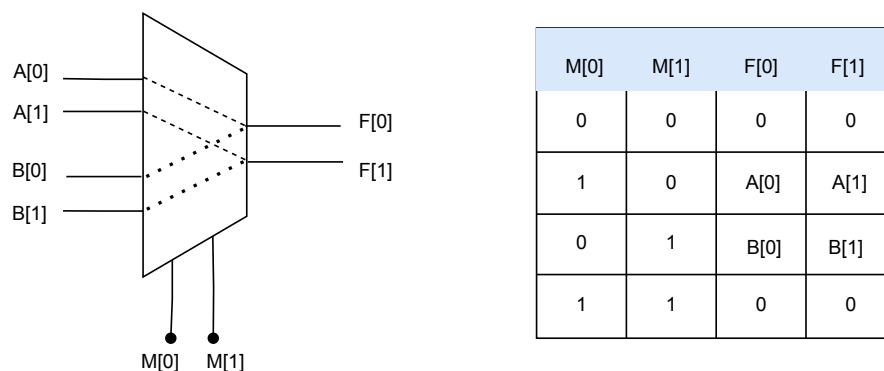 A[0]
A[1]
B[0]
B[1]
F[0]
F[1]
M[0] M[1]
M[0] M[1] F[0] F[1]
0 0 0 0
1 0 A[0] A[1]
0 1 B[0] B[1]
1 1 0 0